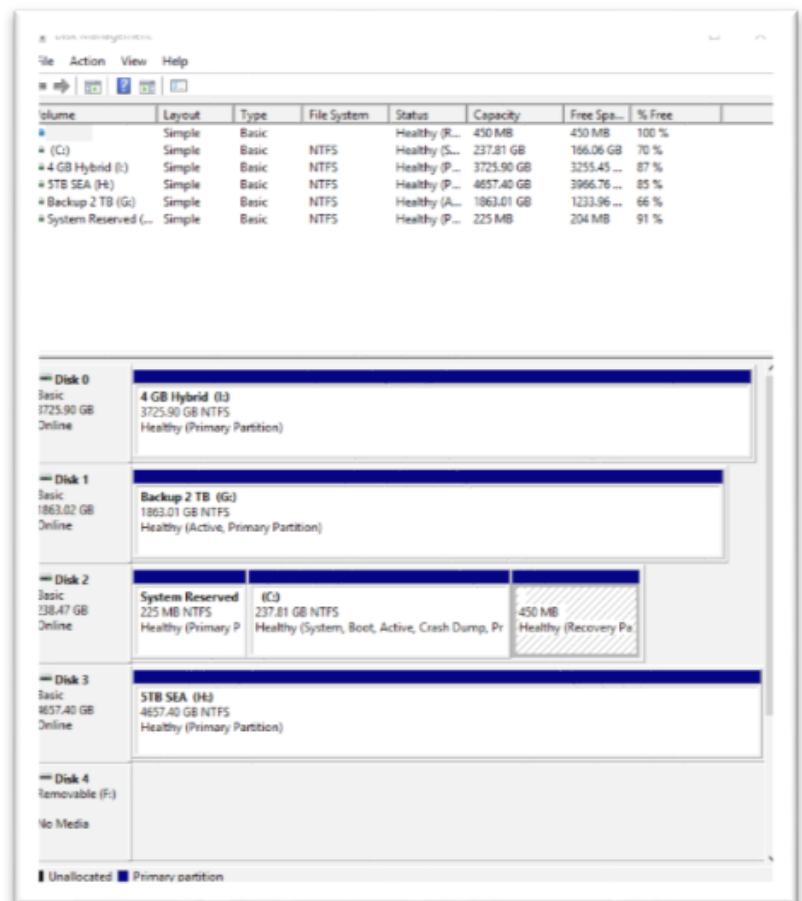 Disk Management
File Action View Help
olume Layout Type File System Status Capacity Free Spa... % Free
Simple Basic Healthy (R... 450 MB 450 MB 100 %
(C:) Simple Basic NTFS Healthy (S... 237.81 GB 166.06 GB 70 %
4 GB Hybrid (I:) Simple Basic NTFS Healthy (P... 3725.90 GB 3255.45 ... 87 %
5TB SEA (H:) Simple Basic NTFS Healthy (P... 4657.40 GB 3966.76 ... 85 %
Backup 2 TB (G:) Simple Basic NTFS Healthy (A... 1863.01 GB 1233.96 ... 66 %
System Reserved (... Simple Basic NTFS Healthy (P... 225 MB 204 MB 91 %
Disk 0
Basic
3725.90 GB
Online
4 GB Hybrid (I:)
3725.90 GB NTFS
Healthy (Primary Partition)
Disk 1
Basic
1863.02 GB
Online
Backup 2 TB (G:)
1863.01 GB NTFS
Healthy (Active, Primary Partition)
Disk 2
Basic
238.47 GB
Online
System Reserved
225 MB NTFS
Healthy (Primary P
(C:)
237.81 GB NTFS
Healthy (System, Boot, Active, Crash Dump, Pr
450 MB
Healthy (Recovery Pa
Disk 3
Basic
4657.40 GB
Online
5TB SEA (H:)
4657.40 GB NTFS
Healthy (Primary Partition)
Disk 4
Removable (F:)
No Media
Unallocated Primary partition